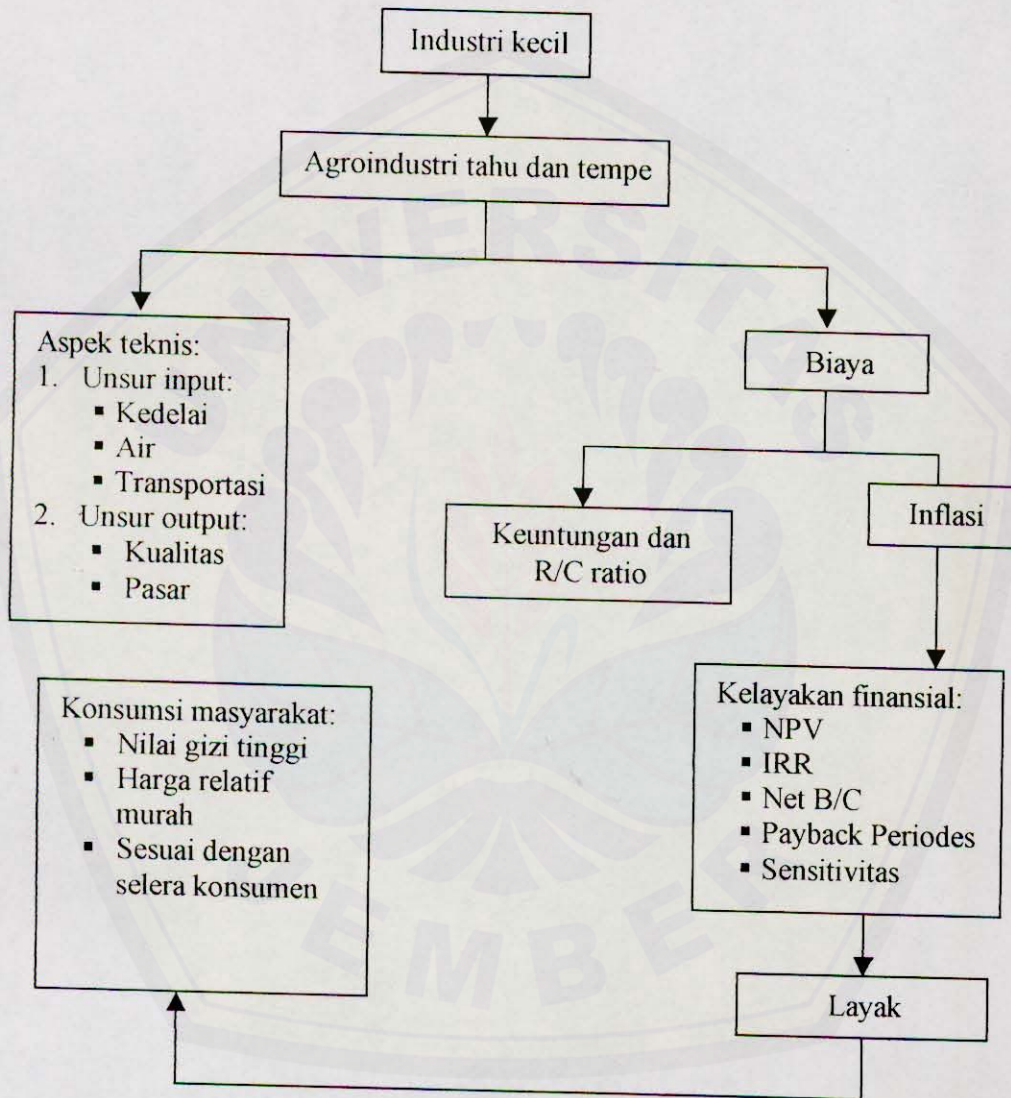 Industri kecil
Agroindustri tahu dan tempe
Aspek teknis:
1. Unsur input:
▪ Kedelai
▪ Air
▪ Transportasi
2. Unsur output:
▪ Kualitas
▪ Pasar
Biaya
Keuntungan dan
R/C ratio
Inflasi
Kelayakan finansial:
▪ NPV
▪ IRR
▪ Net B/C
▪ Payback Periodes
▪ Sensitivitas
Konsumsi masyarakat:
▪ Nilai gizi tinggi
▪ Harga relatif
murah
▪ Sesuai dengan
selera konsumen
Layak
UNIVERSITAS
JEMBER